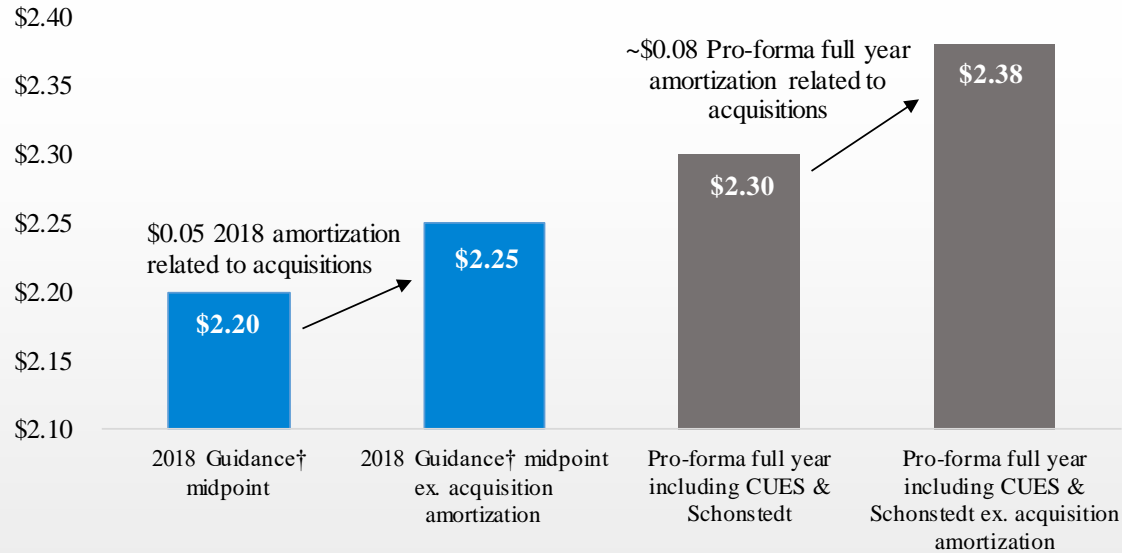 $2.40
$2.35
$2.30
$2.25
$2.20
$2.15
$2.10
$0.05 2018 amortization
related to acquisitions
~$0.08 Pro-forma full year
amortization related to
acquisitions
$2.20
$2.25
$2.30
$2.38
2018 Guidance†
midpoint
2018 Guidance† midpoint
ex. acquisition
amortization
Pro-forma full year
including CUES &
Schonstedt
Pro-forma full year
including CUES &
Schonstedt ex. acquisition
amortization